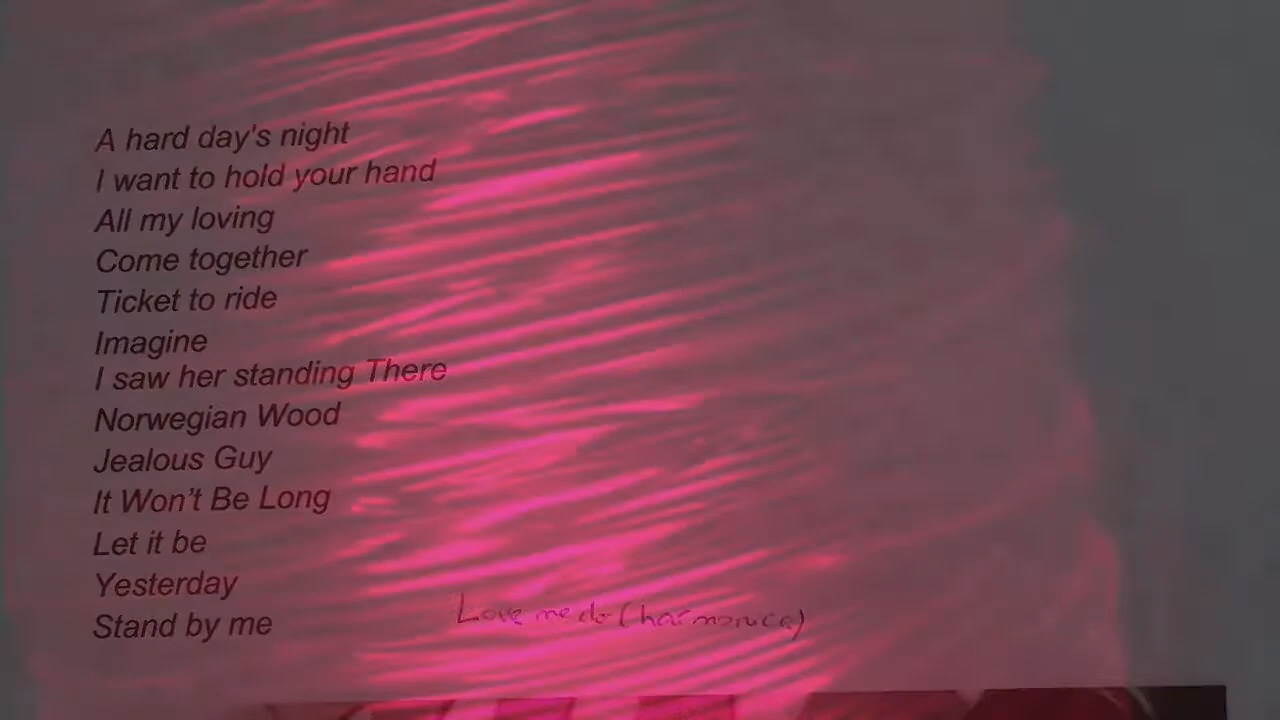 A hard day's night
I want to hold your hand
All my loving
Come together
Ticket to ride
Imagine
I saw her standing There
Norwegian Wood
Jealous Guy
It Won't Be Long
Let it be
Yesterday
Stand by me
Love me do (harmonica)